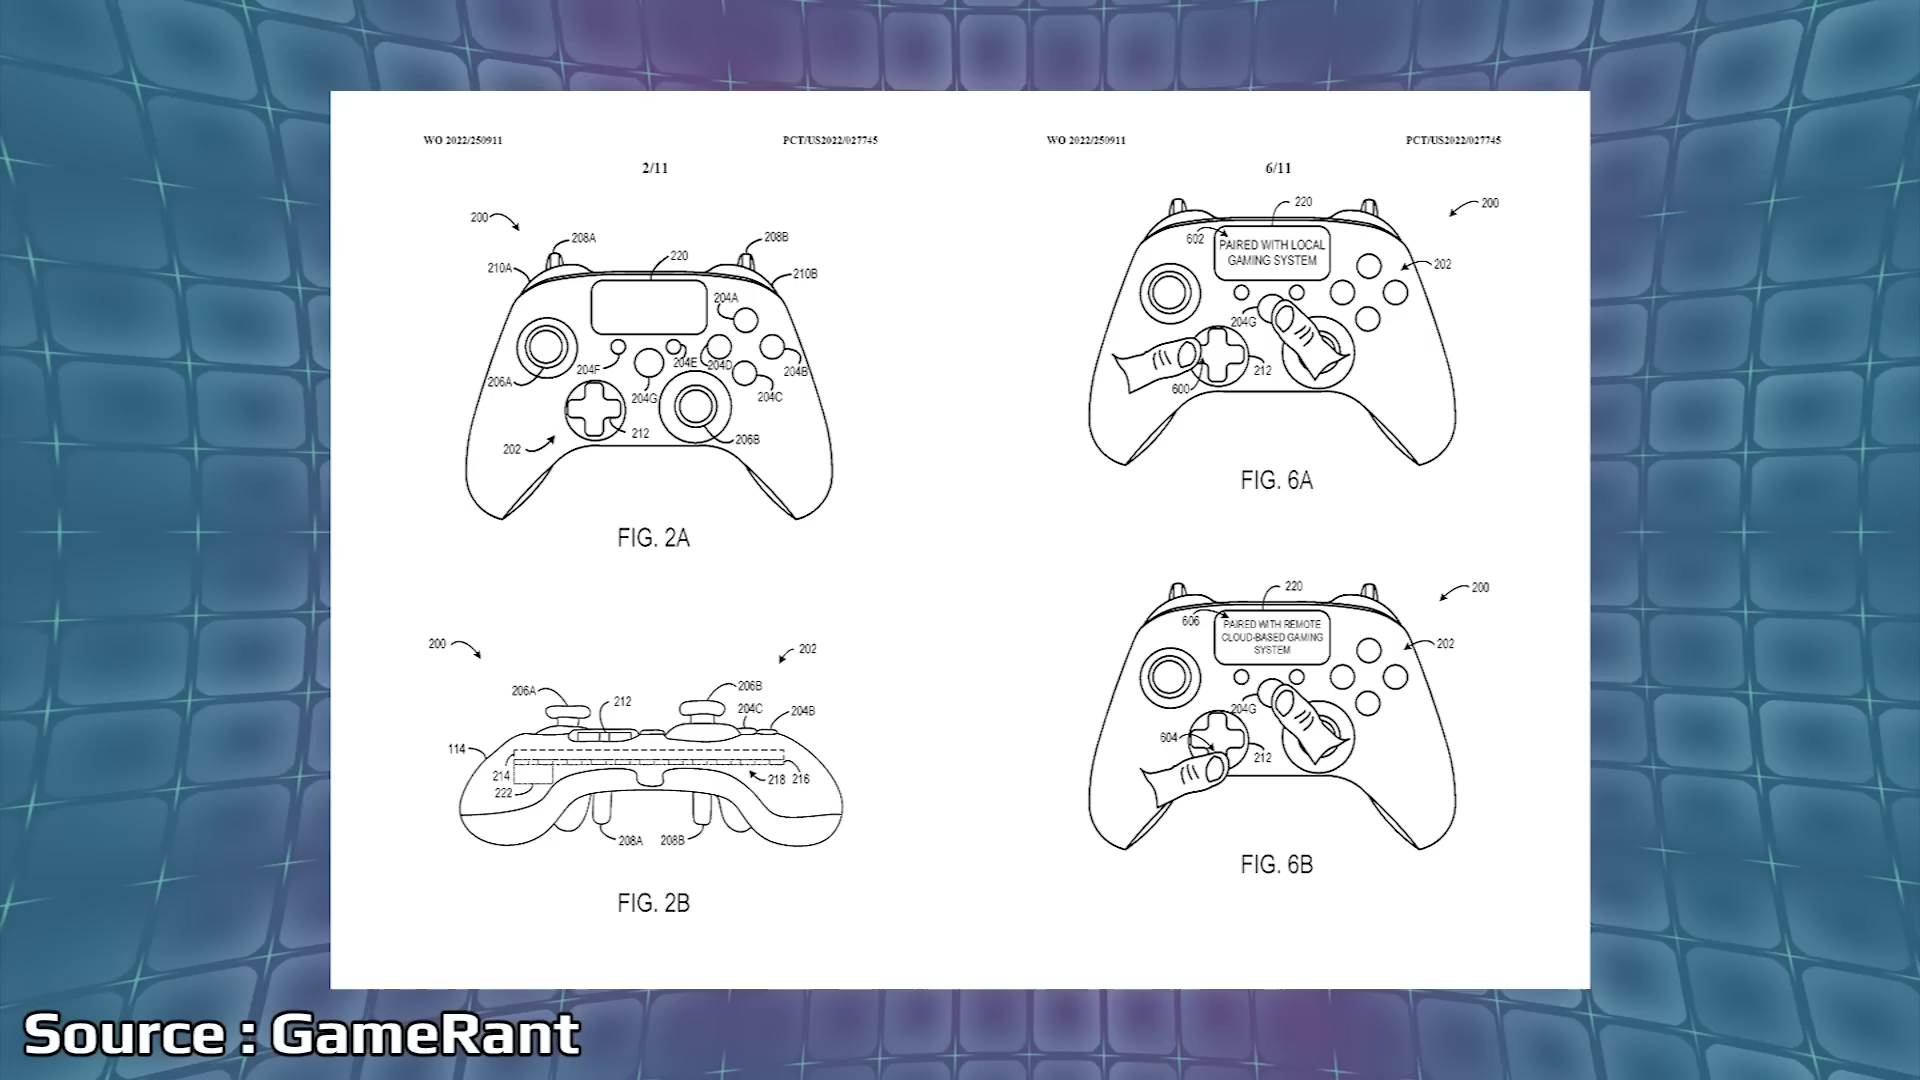 WO 2022/250911
PCT/US2022/027745
2/11
200
208A
208B
220
210A
210B
204A
204F
204E
204D
204B
206A
204G
204C
212
206B
202
FIG. 2A
200
202
206A
206B
212
204C
204B
114
214
218
216
222
208A
208B
FIG. 2B
WO 2022/250911
PCT/US2022/027745
6/11
220
200
602
PAIRED WITH LOCAL
GAMING SYSTEM
202
204G
212
600
FIG. 6A
220
200
606
PAIRED WITH REMOTE
CLOUD-BASED GAMING
SYSTEM
202
204G
604
212
FIG. 6B
Source : GameRant